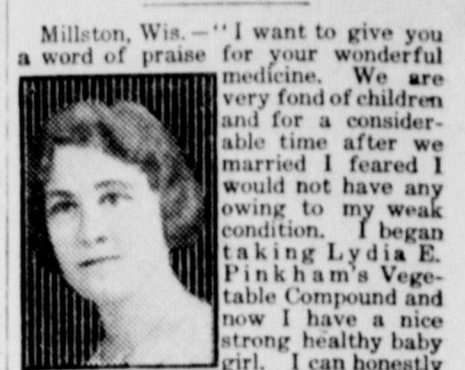 Millston, Wis.—"I want to give you
a word of praise for your wonderful
medicine. We are
very fond of children
and for a consider-
able time after we
married I feared I
would not have any
owing to my weak
condition. I began
taking Lydia E.
Pinkham's Vege-
table Compound and
now I have a nice
strong healthy baby
girl. I can honestly